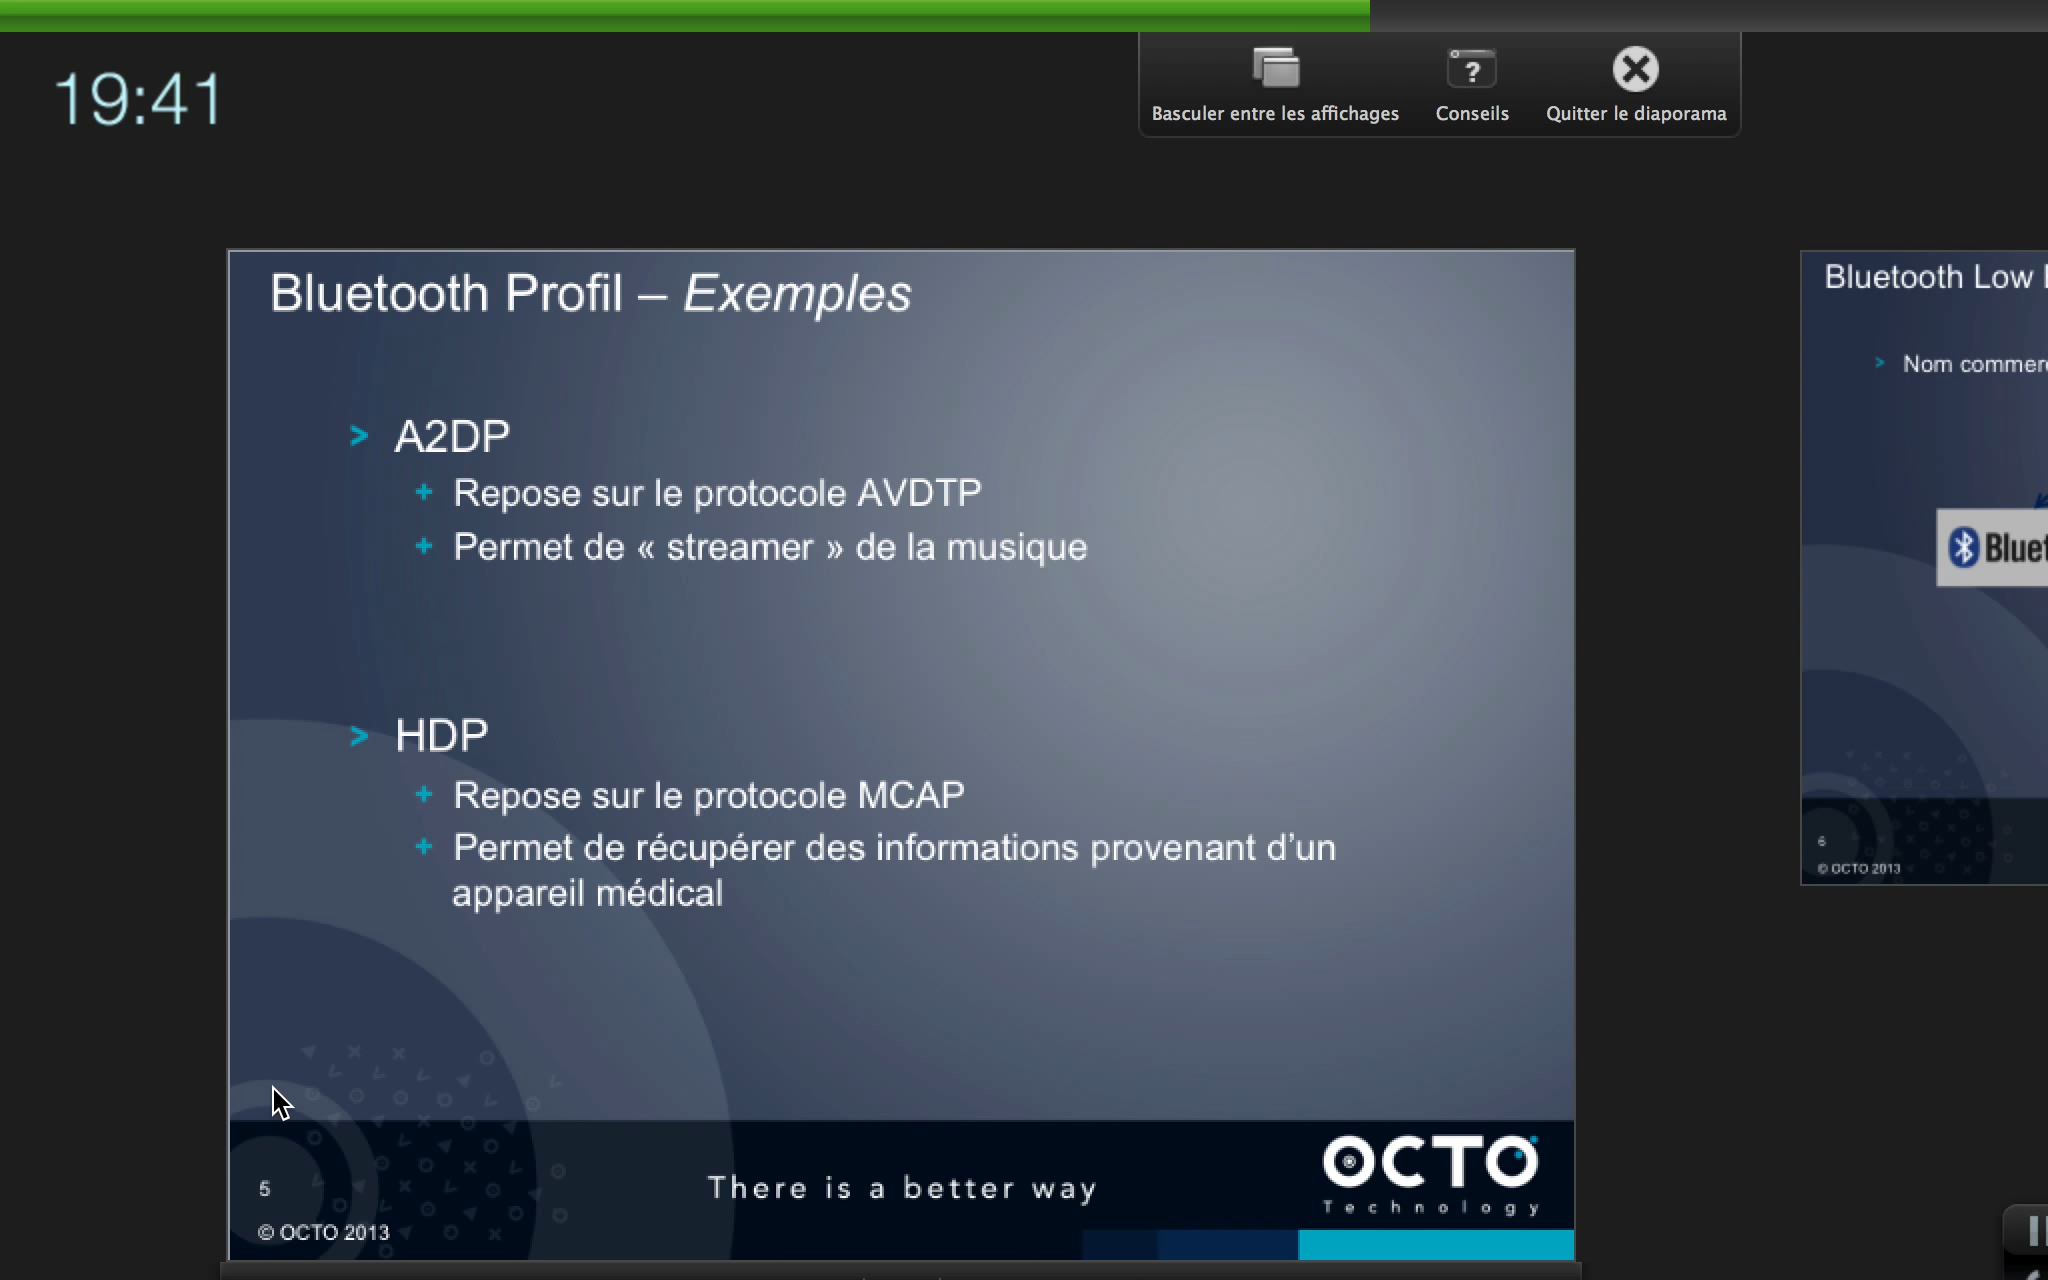 19:41
Basculer entre les affichages
Conseils
Quitter le diaporama
Bluetooth Profil – Exemples
> A2DP
+ Repose sur le protocole AVDTP
+ Permet de « streamer » de la musique
> HDP
+ Repose sur le protocole MCAP
+ Permet de récupérer des informations provenant d’un
appareil médical
5
© OCTO 2013
There is a better way
OCTO
Technology
Bluetooth Low
> Nom
6
© OCTO 2013